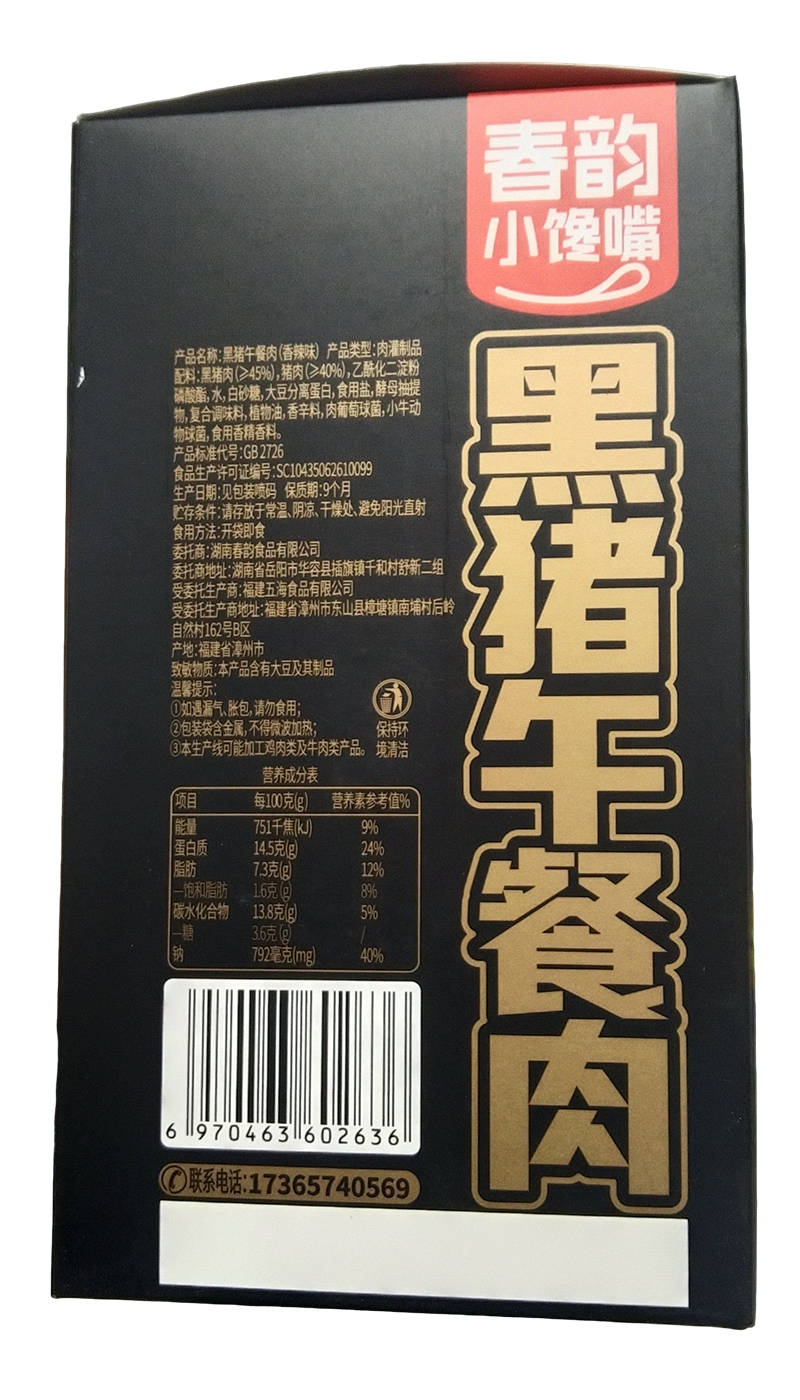 春韵
小馋嘴
黑猪午餐肉
产品名称:黑猪午餐肉(香辣味) 产品类型:肉灌制品
配料:黑猪肉(≥45%),猪肉(≥40%),乙酰化二淀粉
磷酸酯,水,白砂糖,大豆分离蛋白,食用盐,酵母抽提
物,复合调味料,植物油,香辛料,肉葡萄球菌,小牛动
物球菌,食用香精香料。
产品标准代号:GB 2726
食品生产许可证编号:SC10435062610099
生产日期:见包装喷码 保质期:9个月
贮存条件:请存放于常温、阴凉、干燥处、避免阳光直射
食用方法:开袋即食
委托商:湖南春韵食品有限公司
委托商地址:湖南省岳阳市华容县插旗镇千和村舒新二组
受委托生产商:福建五海食品有限公司
受委托生产商地址:福建省漳州市东山县樟塘镇南埔村后岭
自然村162号B区
产地:福建省漳州市
致敏物质:本产品含有大豆及其制品
温馨提示:
①如遇漏气、胀包,请勿食用;
②包装袋含金属,不得微波加热;
③本生产线可能加工鸡肉类及牛肉类产品。
保持环
境清洁
营养成分表
项目 每100克(g) 营养素参考值%
能量 751千焦(kJ) 9%
蛋白质 14.5克(g) 24%
脂肪 7.3克(g) 12%
—饱和脂肪 1.6克(g) 8%
碳水化合物 13.8克(g) 5%
—糖 3.6克(g) /
钠 792毫克(mg) 40%
6 970463 602636
联系电话:17365740569